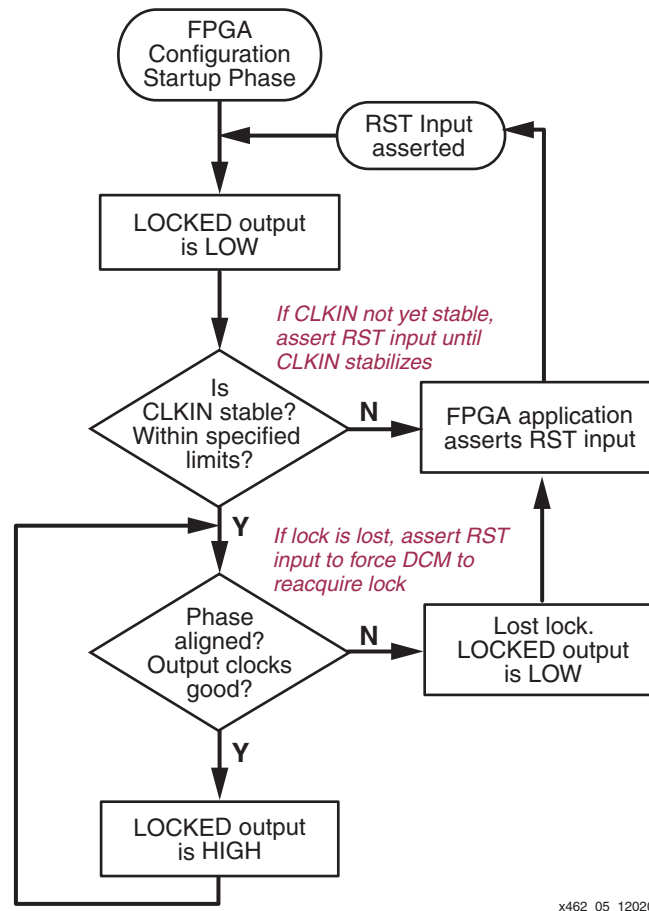 FPGA
Configuration
Startup Phase
RST Input
asserted
LOCKED output
is LOW
If CLKIN not yet stable,
assert RST input until
CLKIN stabilizes
Is
CLKIN stable?
Within specified
limits?
N
FPGA application
asserts RST input
Y
If lock is lost, assert RST
input to force DCM to
reacquire lock
Phase
aligned?
Output clocks
good?
N
Lost lock.
LOCKED output
is LOW
Y
LOCKED output
is HIGH
x462_05_12020